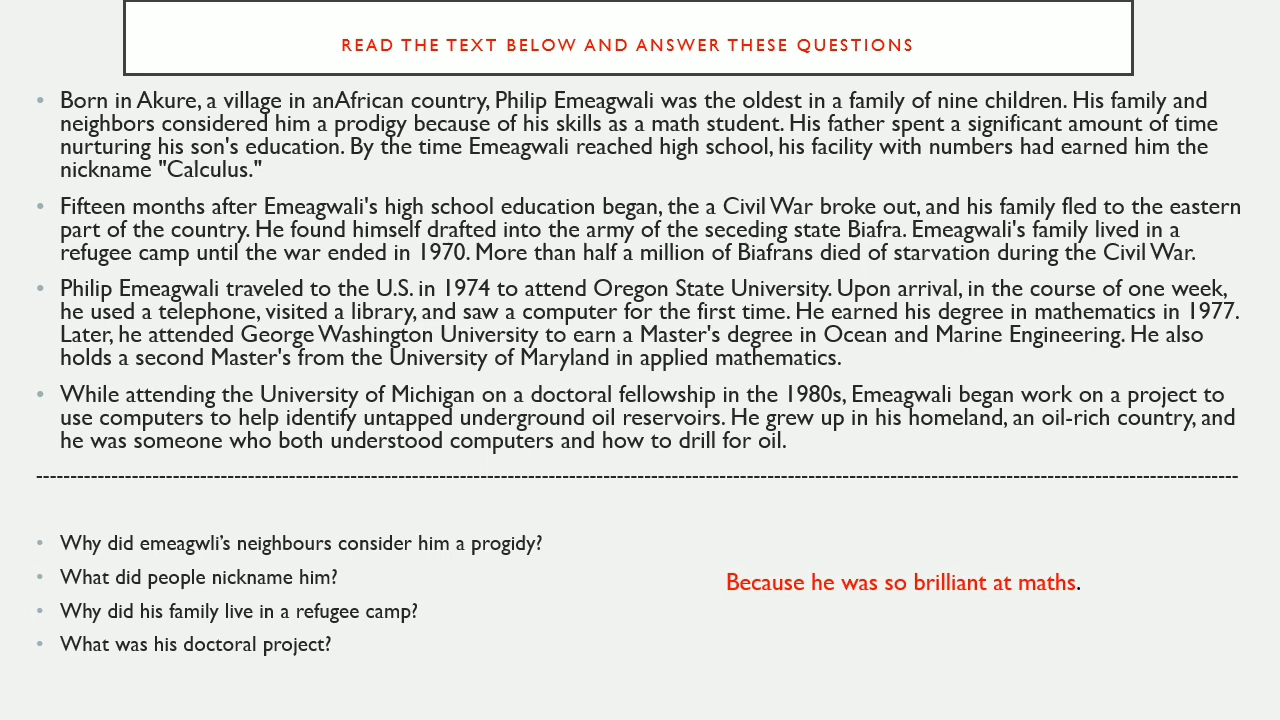 READ THE TEXT BELOW AND ANSWER THESE QUESTIONS
• Born in Akure, a village in anAfrican country, Philip Emeagwali was the oldest in a family of nine children. His family and
neighbors considered him a prodigy because of his skills as a math student. His father spent a significant amount of time
nurturing his son's education. By the time Emeagwali reached high school, his facility with numbers had earned him the
nickname "Calculus."
• Fifteen months after Emeagwali's high school education began, the a Civil War broke out, and his family fled to the eastern
part of the country. He found himself drafted into the army of the seceding state Biafra. Emeagwali's family lived in a
refugee camp until the war ended in 1970. More than half a million of Biafrans died of starvation during the Civil War.
• Philip Emeagwali traveled to the U.S. in 1974 to attend Oregon State University. Upon arrival, in the course of one week,
he used a telephone, visited a library, and saw a computer for the first time. He earned his degree in mathematics in 1977.
Later, he attended George Washington University to earn a Master's degree in Ocean and Marine Engineering. He also
holds a second Master's from the University of Maryland in applied mathematics.
• While attending the University of Michigan on a doctoral fellowship in the 1980s, Emeagwali began work on a project to
use computers to help identify untapped underground oil reservoirs. He grew up in his homeland, an oil-rich country, and
he was someone who both understood computers and how to drill for oil.
• Why did emeagwli’s neighbours consider him a progidy?
• What did people nickname him?
Because he was so brilliant at maths.
• Why did his family live in a refugee camp?
• What was his doctoral project?